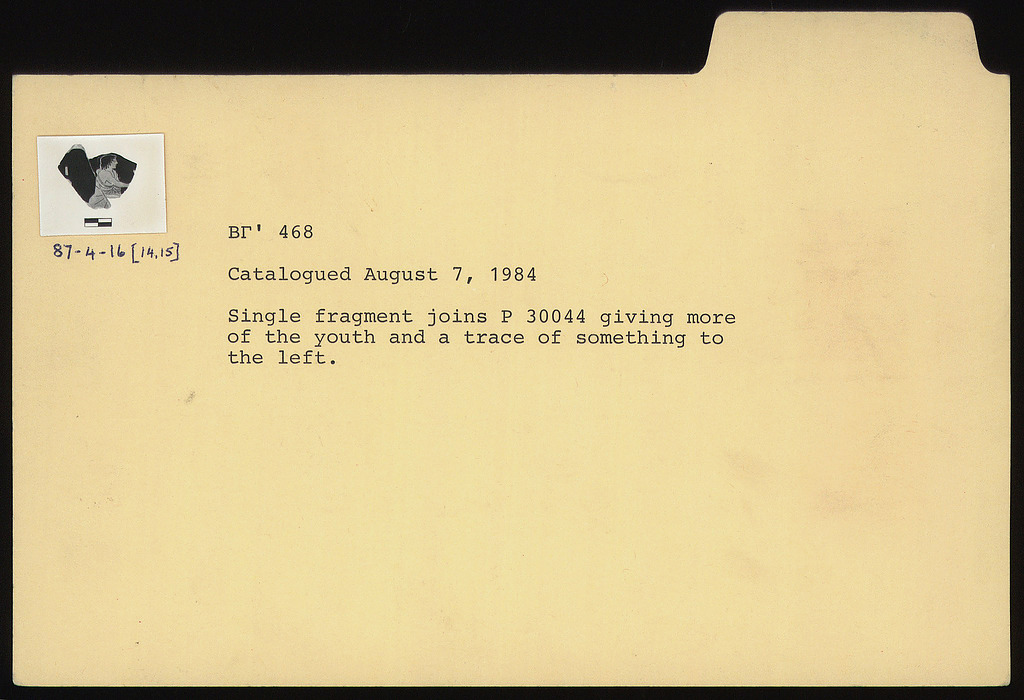 87-4-16 [14,15]
ΒΓ' 468
Catalogued August 7, 1984
Single fragment joins P 30044 giving more
of the youth and a trace of something to
the left.